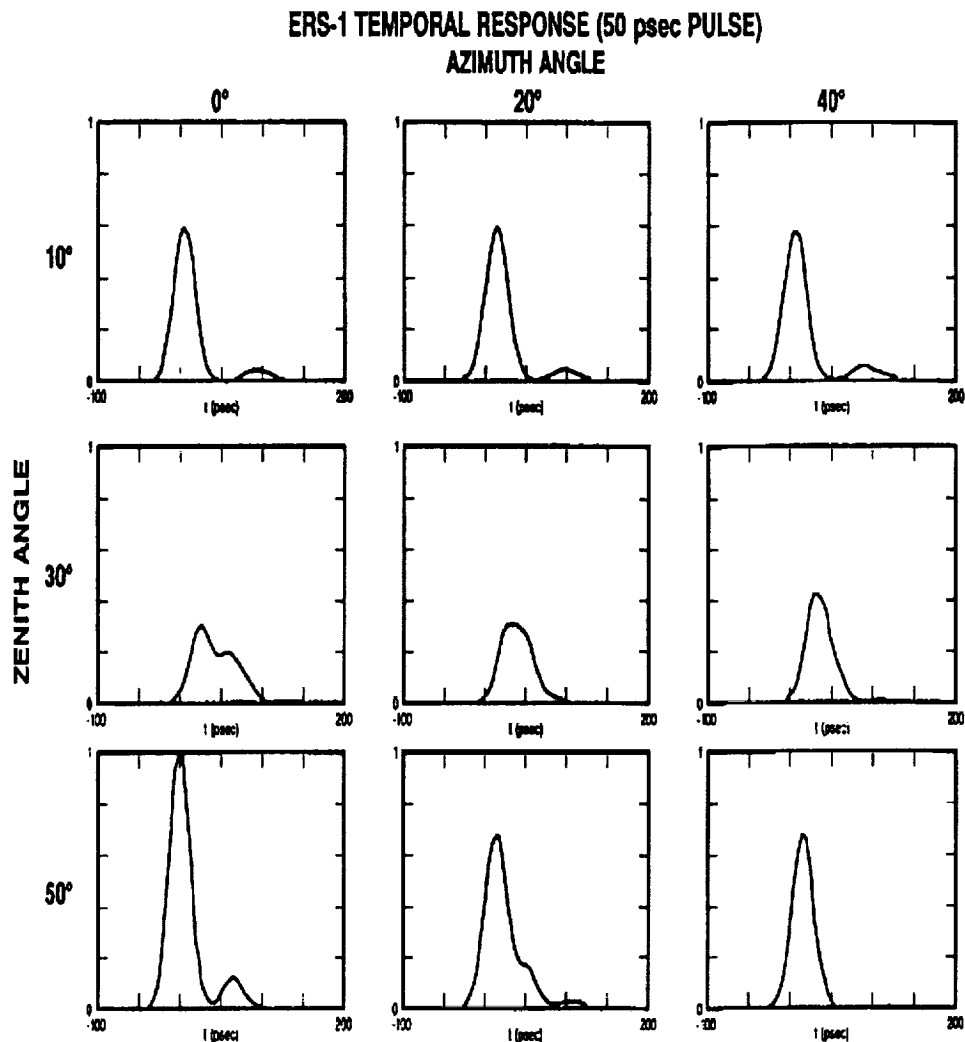 ERS-1 TEMPORAL RESPONSE (50 psec PULSE)
AZIMUTH ANGLE
0° 20° 40°
ZENITH ANGLE
10°
1 1 1
0 0 0
-100 t (psec) 200 -100 t (psec) 200 -100 t (psec) 200
30°
1 1 1
0 0 0
-100 t (psec) 200 -100 t (psec) 200 -100 t (psec) 200
50°
1 1 1
0 0 0
-100 t (psec) 200 -100 t (psec) 200 -100 t (psec) 200